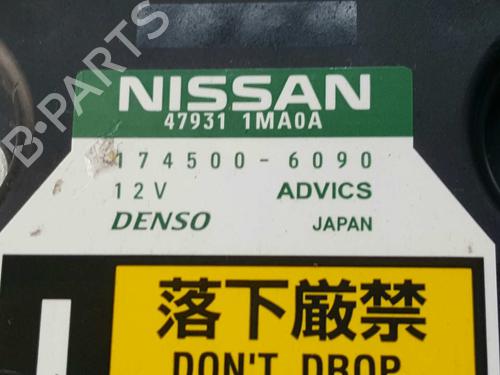 NISSAN
47931 1MA0A
174500-6090
12V ADVICS
DENSO JAPAN
落下厳禁
DON'T DROP
B-PARTS